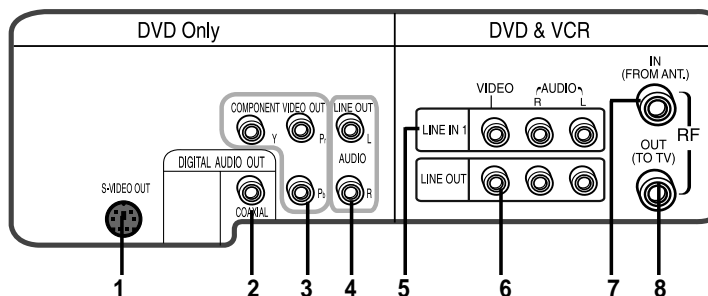 DVD Only
DVD & VCR
COMPONENT VIDEO OUT
LINE OUT
Y
Pr
L
DIGITAL AUDIO OUT
AUDIO
S-VIDEO OUT
COAXIAL
Pb
R
VIDEO
AUDIO
R
L
LINE IN 1
LINE OUT
IN
(FROM ANT.)
RF
OUT
(TO TV)
1
2
3
4
5
6
7
8